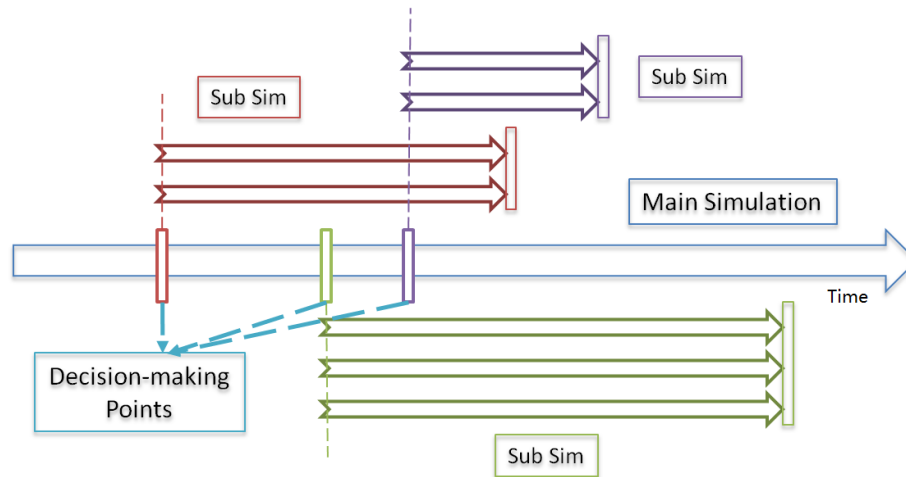 Sub Sim
Sub Sim
Main Simulation
Time
Decision-making
Points
Sub Sim